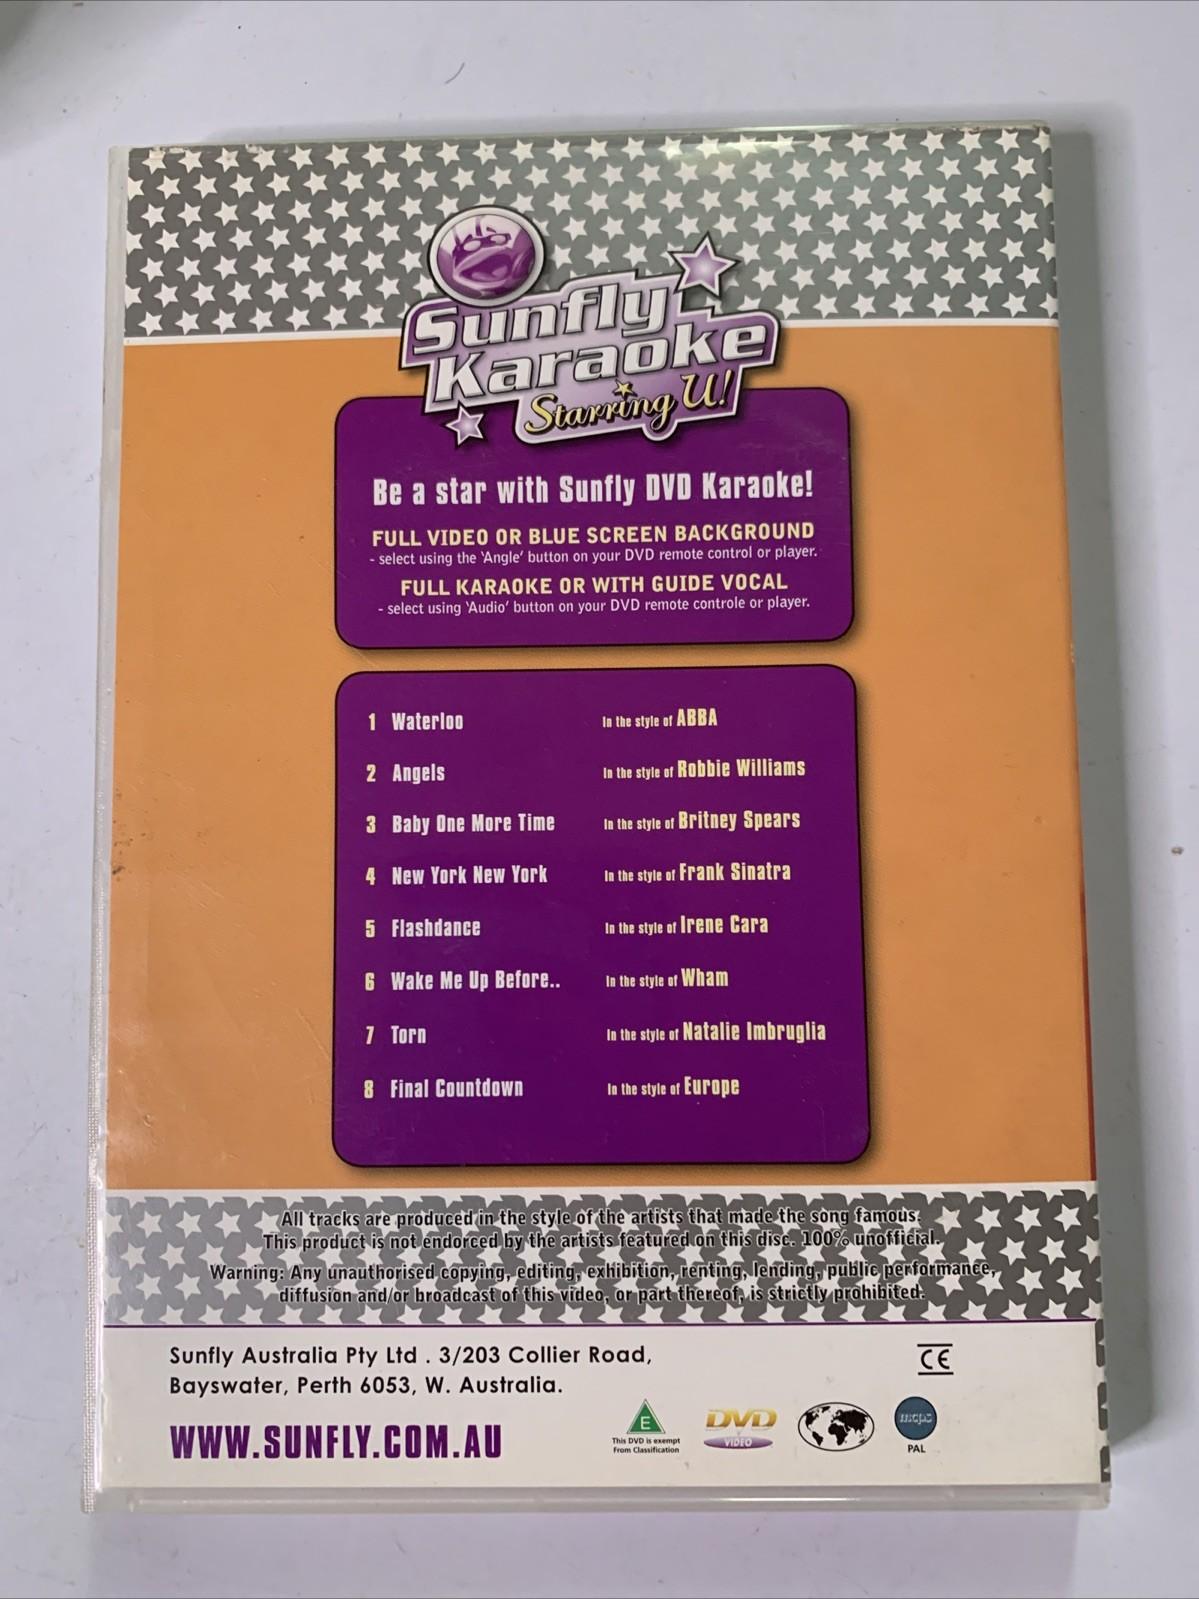 Sunfly
Karaoke
Starring U!
Be a star with Sunfly DVD Karaoke!
FULL VIDEO OR BLUE SCREEN BACKGROUND
- select using the 'Angle' button on your DVD remote control or player.
FULL KARAOKE OR WITH GUIDE VOCAL
- select using 'Audio' button on your DVD remote controle or player.
1 Waterloo In the style of ABBA
2 Angels In the style of Robbie Williams
3 Baby One More Time In the style of Britney Spears
4 New York New York In the style of Frank Sinatra
5 Flashdance In the style of Irene Cara
6 Wake Me Up Before.. In the style of Wham
7 Torn In the style of Natalie Imbruglia
8 Final Countdown In the style of Europe
All tracks are produced in the style of the artists that made the song famous.
This product is not endorsed by the artists featured on this disc. 100% unofficial.
Warning: Any unauthorised copying, editing, exhibition, renting, lending, public performance,
diffusion and/or broadcast of this video, or part thereof, is strictly prohibited.
Sunfly Australia Pty Ltd . 3/203 Collier Road,
Bayswater, Perth 6053, W. Australia.
CE
WWW.SUNFLY.COM.AU
E
This DVD is exempt
From Classification
DVD
VIDEO
mcps
PAL